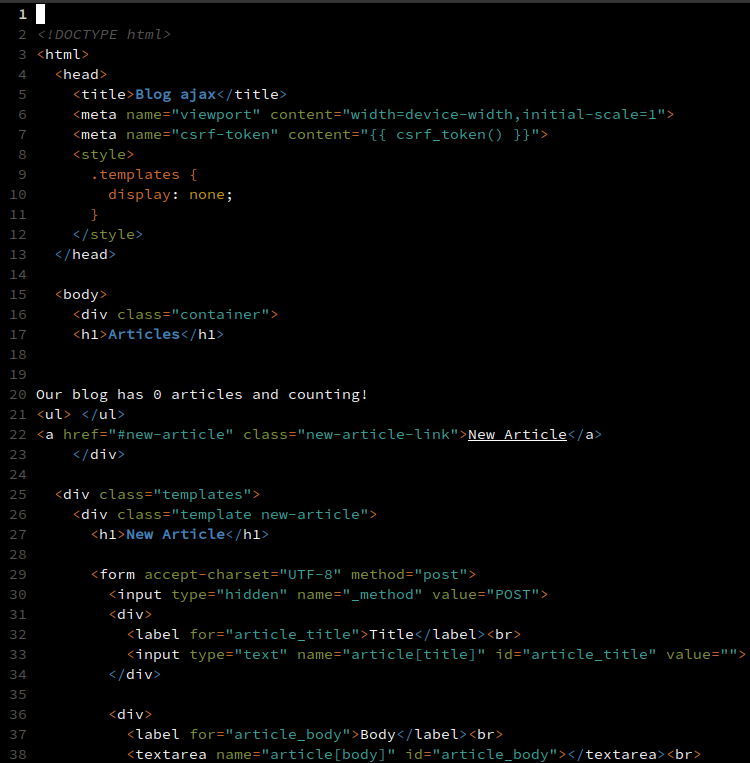 1
2 <!DOCTYPE html>
3 <html>
4   <head>
5     <title>Blog ajax</title>
6     <meta name="viewport" content="width=device-width,initial-scale=1">
7     <meta name="csrf-token" content="{{ csrf_token() }}">
8     <style>
9       .templates {
10         display: none;
11       }
12     </style>
13   </head>
14
15   <body>
16     <div class="container">
17     <h1>Articles</h1>
18
19
20 Our blog has 0 articles and counting!
21 <ul> </ul>
22 <a href="#new-article" class="new-article-link">New Article</a>
23     </div>
24
25   <div class="templates">
26     <div class="template new-article">
27       <h1>New Article</h1>
28
29       <form accept-charset="UTF-8" method="post">
30         <input type="hidden" name="_method" value="POST">
31         <div>
32           <label for="article_title">Title</label><br>
33           <input type="text" name="article[title]" id="article_title" value="">
34         </div>
35
36         <div>
37           <label for="article_body">Body</label><br>
38           <textarea name="article[body]" id="article_body"></textarea><br>